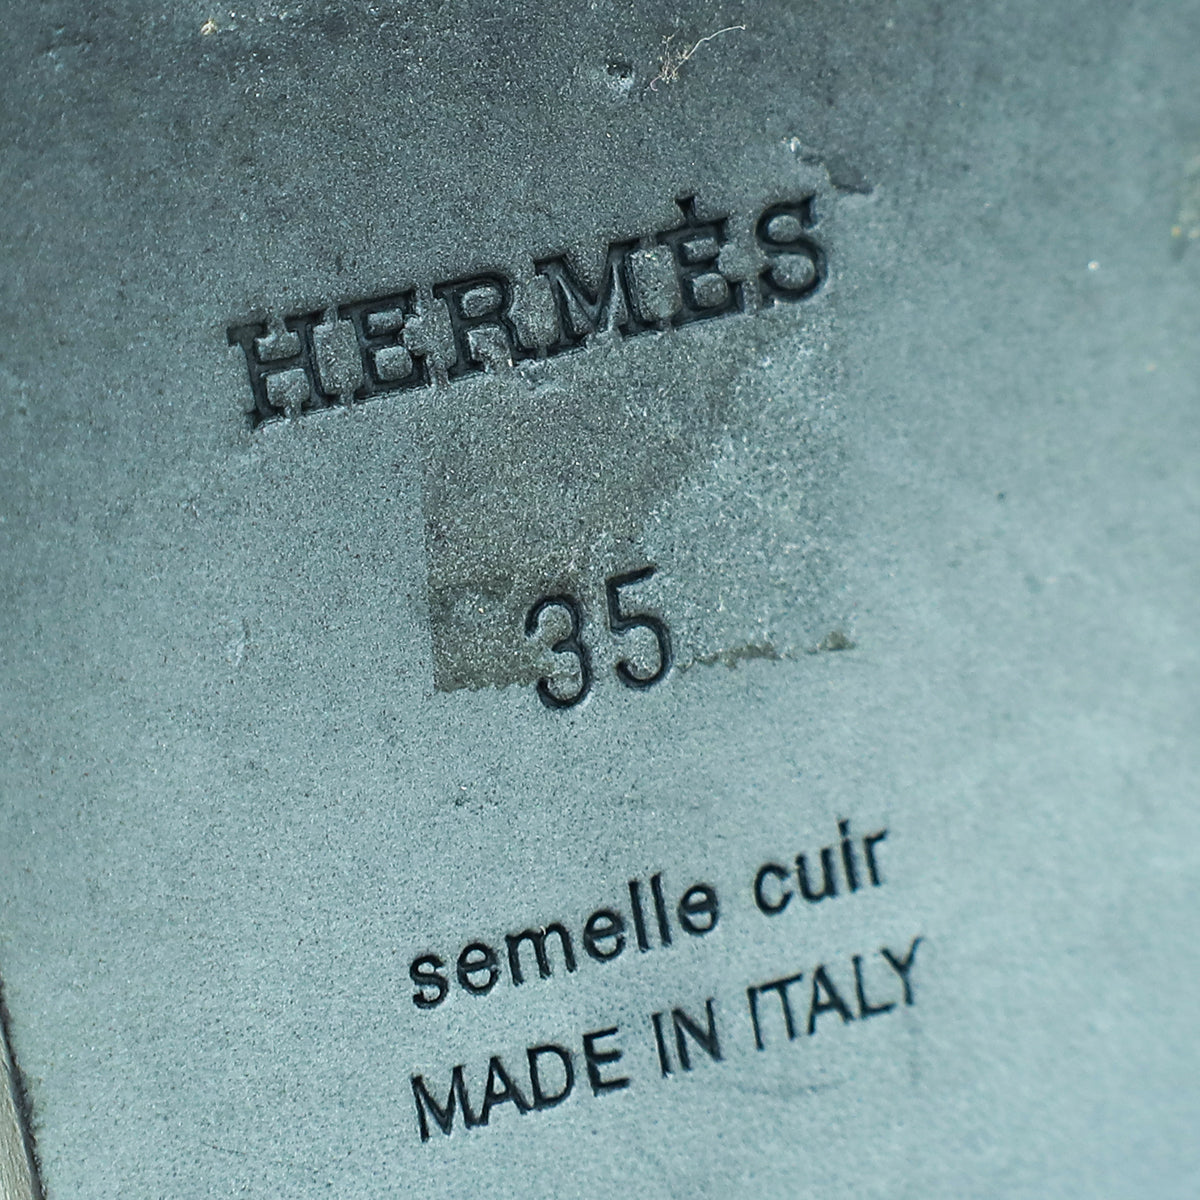 HERMÈS
35
semelle cuir
MADE IN ITALY